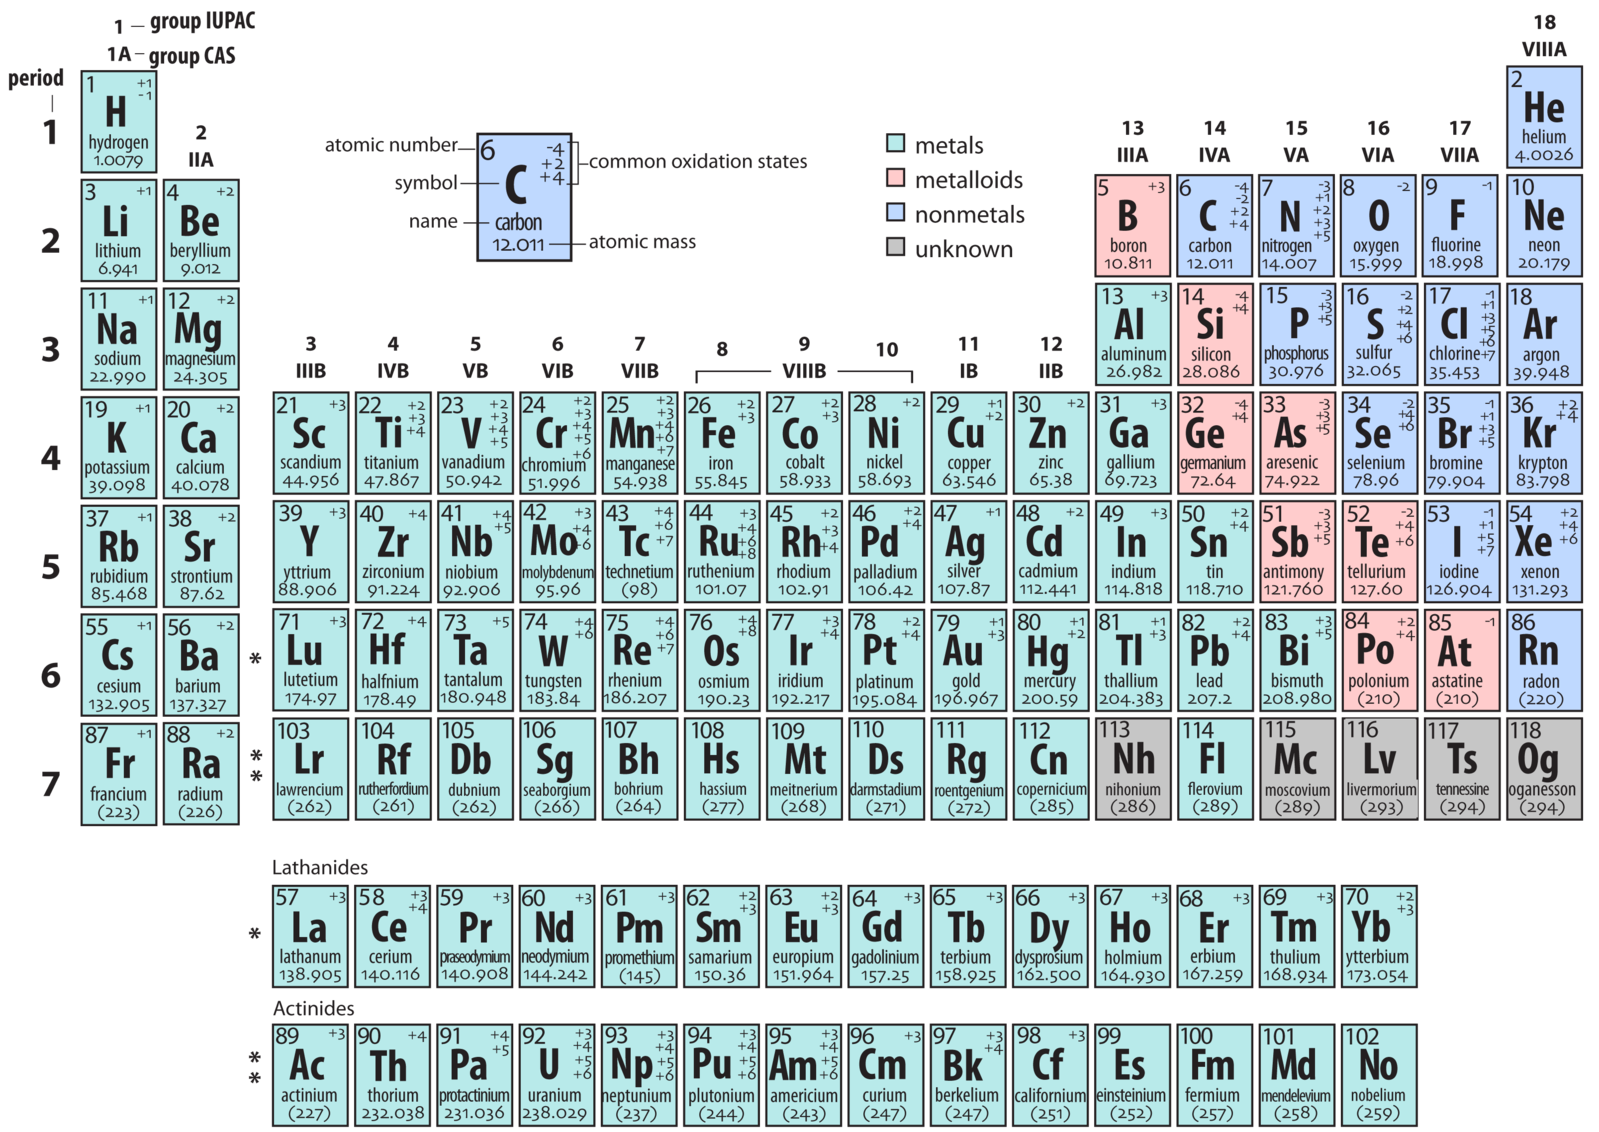 1 – group IUPAC
1A – group CAS
18
VIIIA
period
1
1 +1 -1
H
hydrogen
1.0079
2
IIA
atomic number
symbol
name
6 -4 +2 +4
C
carbon
12.011
common oxidation states
atomic mass
metals
metalloids
nonmetals
unknown
13 14 15 16 17
IIIA IVA VA VIA VIIA
2
He
helium
4.0026
2
3 +1
Li
lithium
6.941
4 +2
Be
beryllium
9.012
5 +3
B
boron
10.811
6 -4 -2 +2 +4
C
carbon
12.011
7 -3 +1 +2 +3 +5
N
nitrogen
14.007
8 -2
O
oxygen
15.999
9 -1
F
fluorine
18.998
10
Ne
neon
20.179
3
11 +1
Na
sodium
22.990
12 +2
Mg
magnesium
24.305
3 4 5 6 7 8 9 10 11 12
IIIB IVB VB VIB VIIB VIIIB IB IIB
13 +3
Al
aluminum
26.982
14 -4 +4
Si
silicon
28.086
15 -3 +3 +5
P
phosphorus
30.976
16 -2 +2 +4 +6
S
sulfur
32.065
17 -1 +1 +3 +5 +6 +7
Cl
chlorine
35.453
18
Ar
argon
39.948
4
19 +1
K
potassium
39.098
20 +2
Ca
calcium
40.078
21 +3
Sc
scandium
44.956
22 +2 +3 +4
Ti
titanium
47.867
23 +2 +3 +4 +5
V
vanadium
50.942
24 +2 +3 +4 +5 +6
Cr
chromium
51.996
25 +2 +3 +4 +6 +7
Mn
manganese
54.938
26 +2 +3
Fe
iron
55.845
27 +2 +3
Co
cobalt
58.933
28 +2
Ni
nickel
58.693
29 +1 +2
Cu
copper
63.546
30 +2
Zn
zinc
65.38
31 +3
Ga
gallium
69.723
32 -4 +4
Ge
germanium
72.64
33 -3 +3 +5
As
aresenic
74.922
34 -2 +4 +6
Se
selenium
78.96
35 -1 +1 +3 +5
Br
bromine
79.904
36 +2 +4
Kr
krypton
83.798
5
37 +1
Rb
rubidium
85.468
38 +2
Sr
strontium
87.62
39 +3
Y
yttrium
88.906
40 +4
Zr
zirconium
91.224
41 +4 +5
Nb
niobium
92.906
42 +3 +4 +6
Mo
molybdenum
95.96
43 +4 +6 +7
Tc
technetium
(98)
44 +3 +4 +6 +8
Ru
ruthenium
101.07
45 +2 +3 +4
Rh
rhodium
102.91
46 +2 +4
Pd
palladium
106.42
47 +1
Ag
silver
107.87
48 +2
Cd
cadmium
112.441
49 +3
In
indium
114.818
50 +2 +4
Sn
tin
118.710
51 -3 +3 +5
Sb
antimony
121.760
52 -2 +4 +6
Te
tellurium
127.60
53 -1 +1 +5 +7
I
iodine
126.904
54 +2 +4 +6
Xe
xenon
131.293
6
55 +1
Cs
cesium
132.905
56 +2
Ba
barium
137.327
*
71 +3
Lu
lutetium
174.97
72 +4
Hf
halfnium
178.49
73 +5
Ta
tantalum
180.948
74 +4 +6
W
tungsten
183.84
75 +4 +6 +7
Re
rhenium
186.207
76 +4 +8
Os
osmium
190.23
77 +3 +4
Ir
iridium
192.217
78 +2 +4
Pt
platinum
195.084
79 +1 +3
Au
gold
196.967
80 +1 +2
Hg
mercury
200.59
81 +1 +3
Tl
thallium
204.383
82 +2 +4
Pb
lead
207.2
83 +3 +5
Bi
bismuth
208.980
84 +2 +4
Po
polonium
(210)
85 -1
At
astatine
(210)
86
Rn
radon
(220)
7
87 +1
Fr
francium
(223)
88 +2
Ra
radium
(226)
* *
103
Lr
lawrencium
(262)
104
Rf
rutherfordium
(261)
105
Db
dubnium
(262)
106
Sg
seaborgium
(266)
107
Bh
bohrium
(264)
108
Hs
hassium
(277)
109
Mt
meitnerium
(268)
110
Ds
darmstadium
(271)
111
Rg
roentgenium
(272)
112
Cn
copernicium
(285)
113
Nh
nihonium
(286)
114
Fl
flerovium
(289)
115
Mc
moscovium
(289)
116
Lv
livermorium
(293)
117
Ts
tennessine
(294)
118
Og
oganesson
(294)
Lathanides
*
57 +3
La
lathanum
138.905
58 +3 +4
Ce
cerium
140.116
59 +3
Pr
praseodymium
140.908
60 +3
Nd
neodymium
144.242
61 +3
Pm
promethium
(145)
62 +2 +3
Sm
samarium
150.36
63 +2 +3
Eu
europium
151.964
64 +3
Gd
gadolinium
157.25
65 +3
Tb
terbium
158.925
66 +3
Dy
dysprosium
162.500
67 +3
Ho
holmium
164.930
68 +3
Er
erbium
167.259
69 +3
Tm
thulium
168.934
70 +2 +3
Yb
ytterbium
173.054
Actinides
* *
89 +3
Ac
actinium
(227)
90 +4
Th
thorium
232.038
91 +4 +5
Pa
protactinium
231.036
92 +3 +4 +5 +6
U
uranium
238.029
93 +3 +4 +5 +6
Np
neptunium
(237)
94 +3 +4 +5 +6
Pu
plutonium
(244)
95 +3 +4 +5 +6
Am
americium
(243)
96 +3
Cm
curium
(247)
97 +3 +4
Bk
berkelium
(247)
98 +3
Cf
californium
(251)
99
Es
einsteinium
(252)
100
Fm
fermium
(257)
101
Md
mendelevium
(258)
102
No
nobelium
(259)